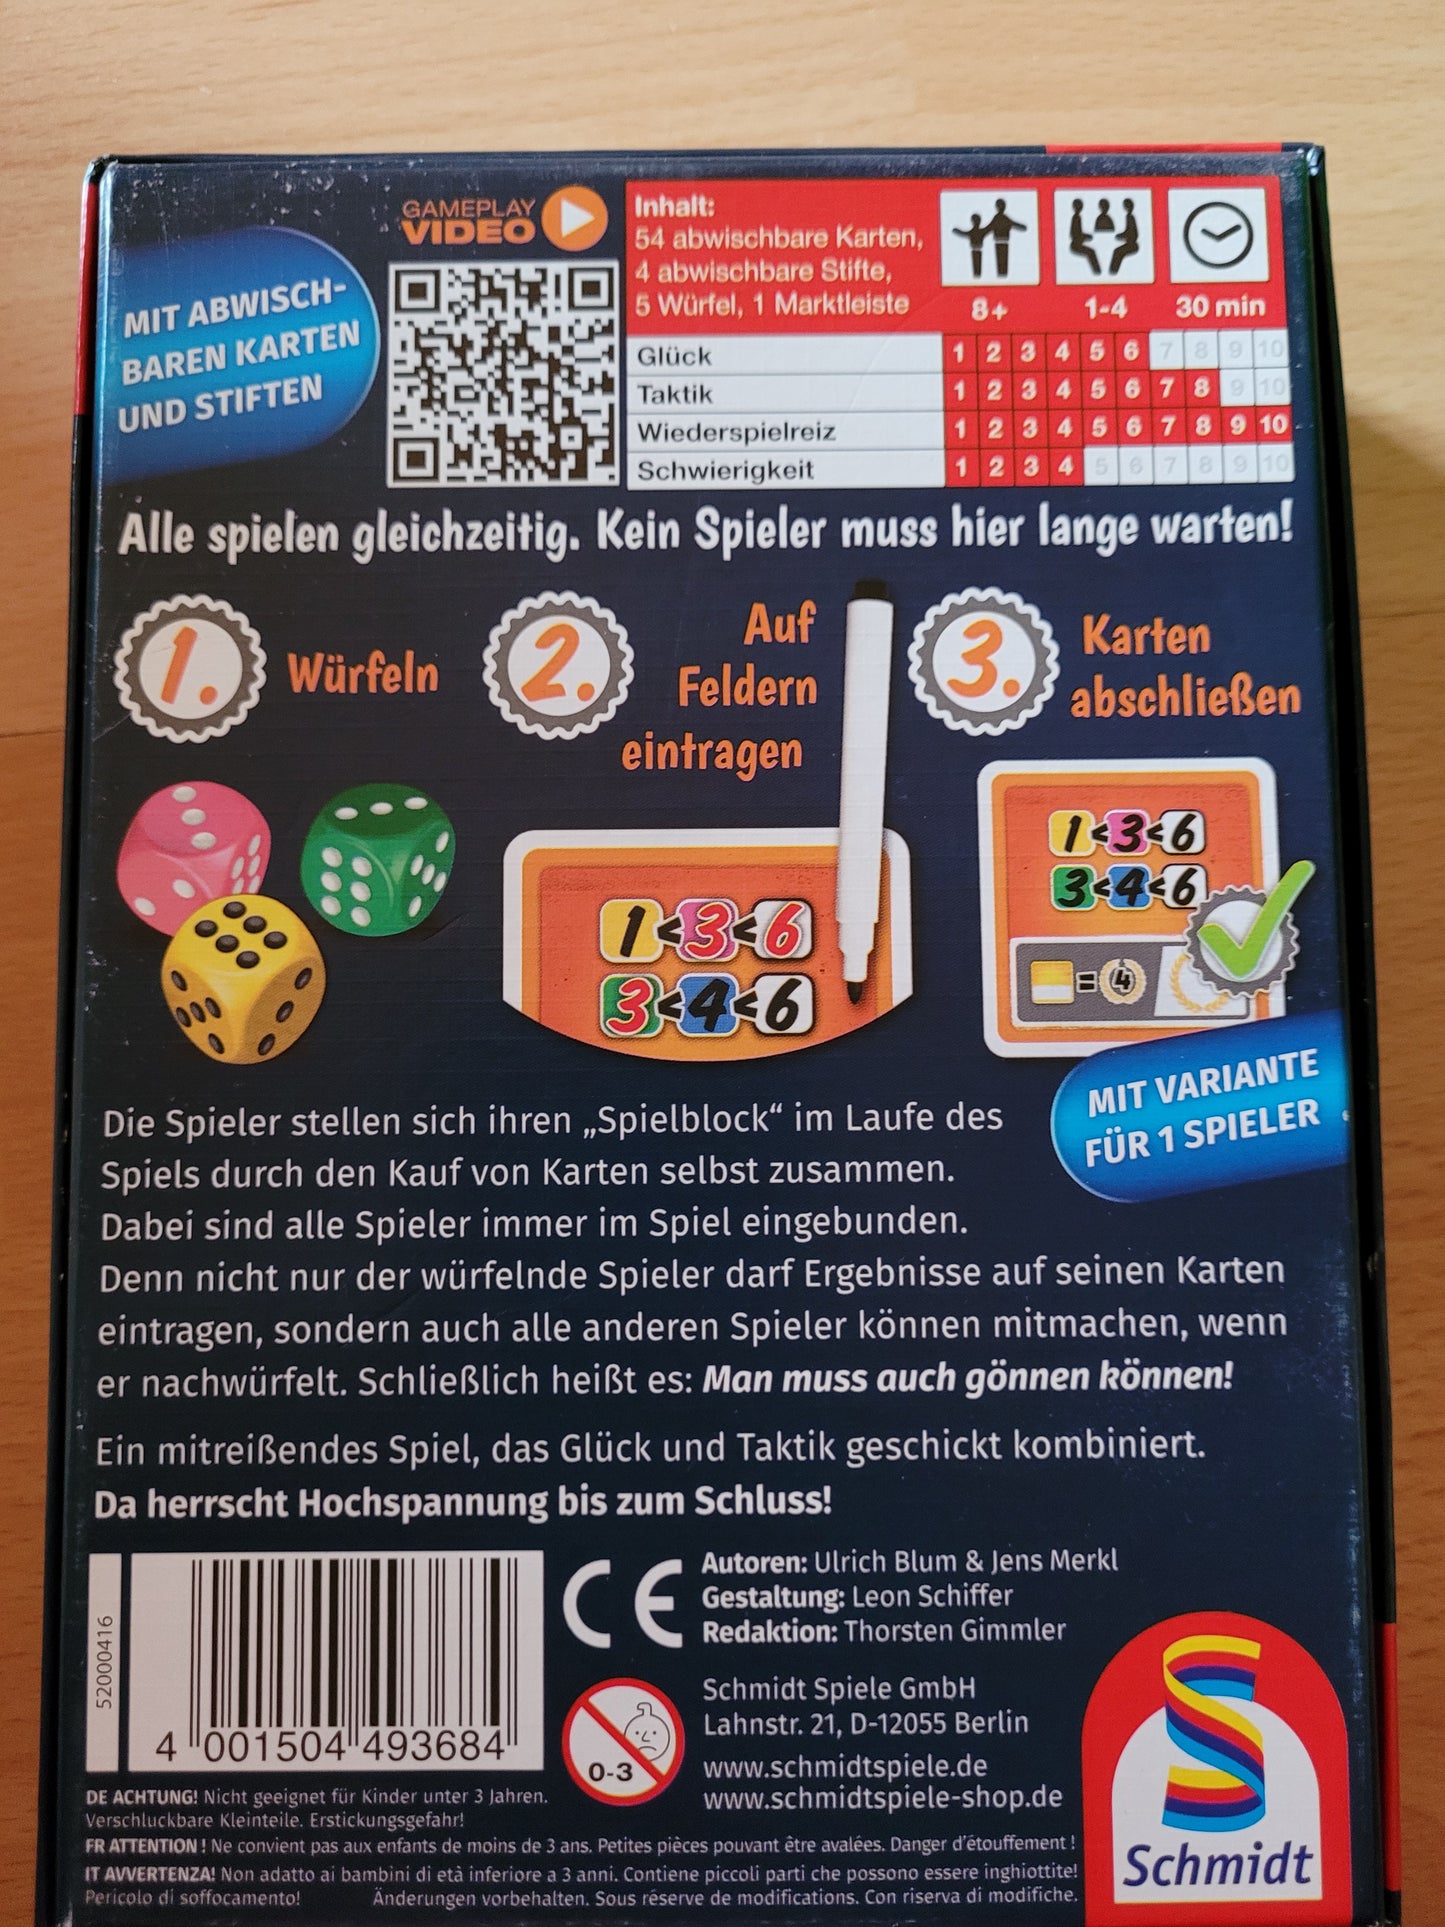 GAMEPLAY
VIDEO
MIT ABWISCH-
BAREN KARTEN
UND STIFTEN
Inhalt:
54 abwischbare Karten,
4 abwischbare Stifte,
5 Würfel, 1 Marktleiste
8+ 1-4 30 min
Glück 1 2 3 4 5 6 7 8 9 10
Taktik 1 2 3 4 5 6 7 8 9 10
Wiederspielreiz 1 2 3 4 5 6 7 8 9 10
Schwierigkeit 1 2 3 4 5 6 7 8 9 10
Alle spielen gleichzeitig. Kein Spieler muss hier lange warten!
1. Würfeln
2. Auf
Feldern
eintragen
3. Karten
abschließen
1<3<6
3<4<6
1<3<6
3<4<6
= 4
MIT VARIANTE
FÜR 1 SPIELER
Die Spieler stellen sich ihren „Spielblock“ im Laufe des
Spiels durch den Kauf von Karten selbst zusammen.
Dabei sind alle Spieler immer im Spiel eingebunden.
Denn nicht nur der würfelnde Spieler darf Ergebnisse auf seinen Karten
eintragen, sondern auch alle anderen Spieler können mitmachen, wenn
er nachwürfelt. Schließlich heißt es: Man muss auch gönnen können!
Ein mitreißendes Spiel, das Glück und Taktik geschickt kombiniert.
Da herrscht Hochspannung bis zum Schluss!
52000416
4 001504 493684
CE
0-3
Autoren: Ulrich Blum & Jens Merkl
Gestaltung: Leon Schiffer
Redaktion: Thorsten Gimmler
Schmidt Spiele GmbH
Lahnstr. 21, D-12055 Berlin
www.schmidtspiele.de
www.schmidtspiele-shop.de
Schmidt
DE ACHTUNG! Nicht geeignet für Kinder unter 3 Jahren.
Verschluckbare Kleinteile. Erstickungsgefahr!
FR ATTENTION ! Ne convient pas aux enfants de moins de 3 ans. Petites pièces pouvant être avalées. Danger d'étouffement !
IT AVVERTENZA! Non adatto ai bambini di età inferiore a 3 anni. Contiene piccoli parti che possono essere inghiottite!
Pericolo di soffocamento! Änderungen vorbehalten. Sous réserve de modifications. Con riserva di modifiche.